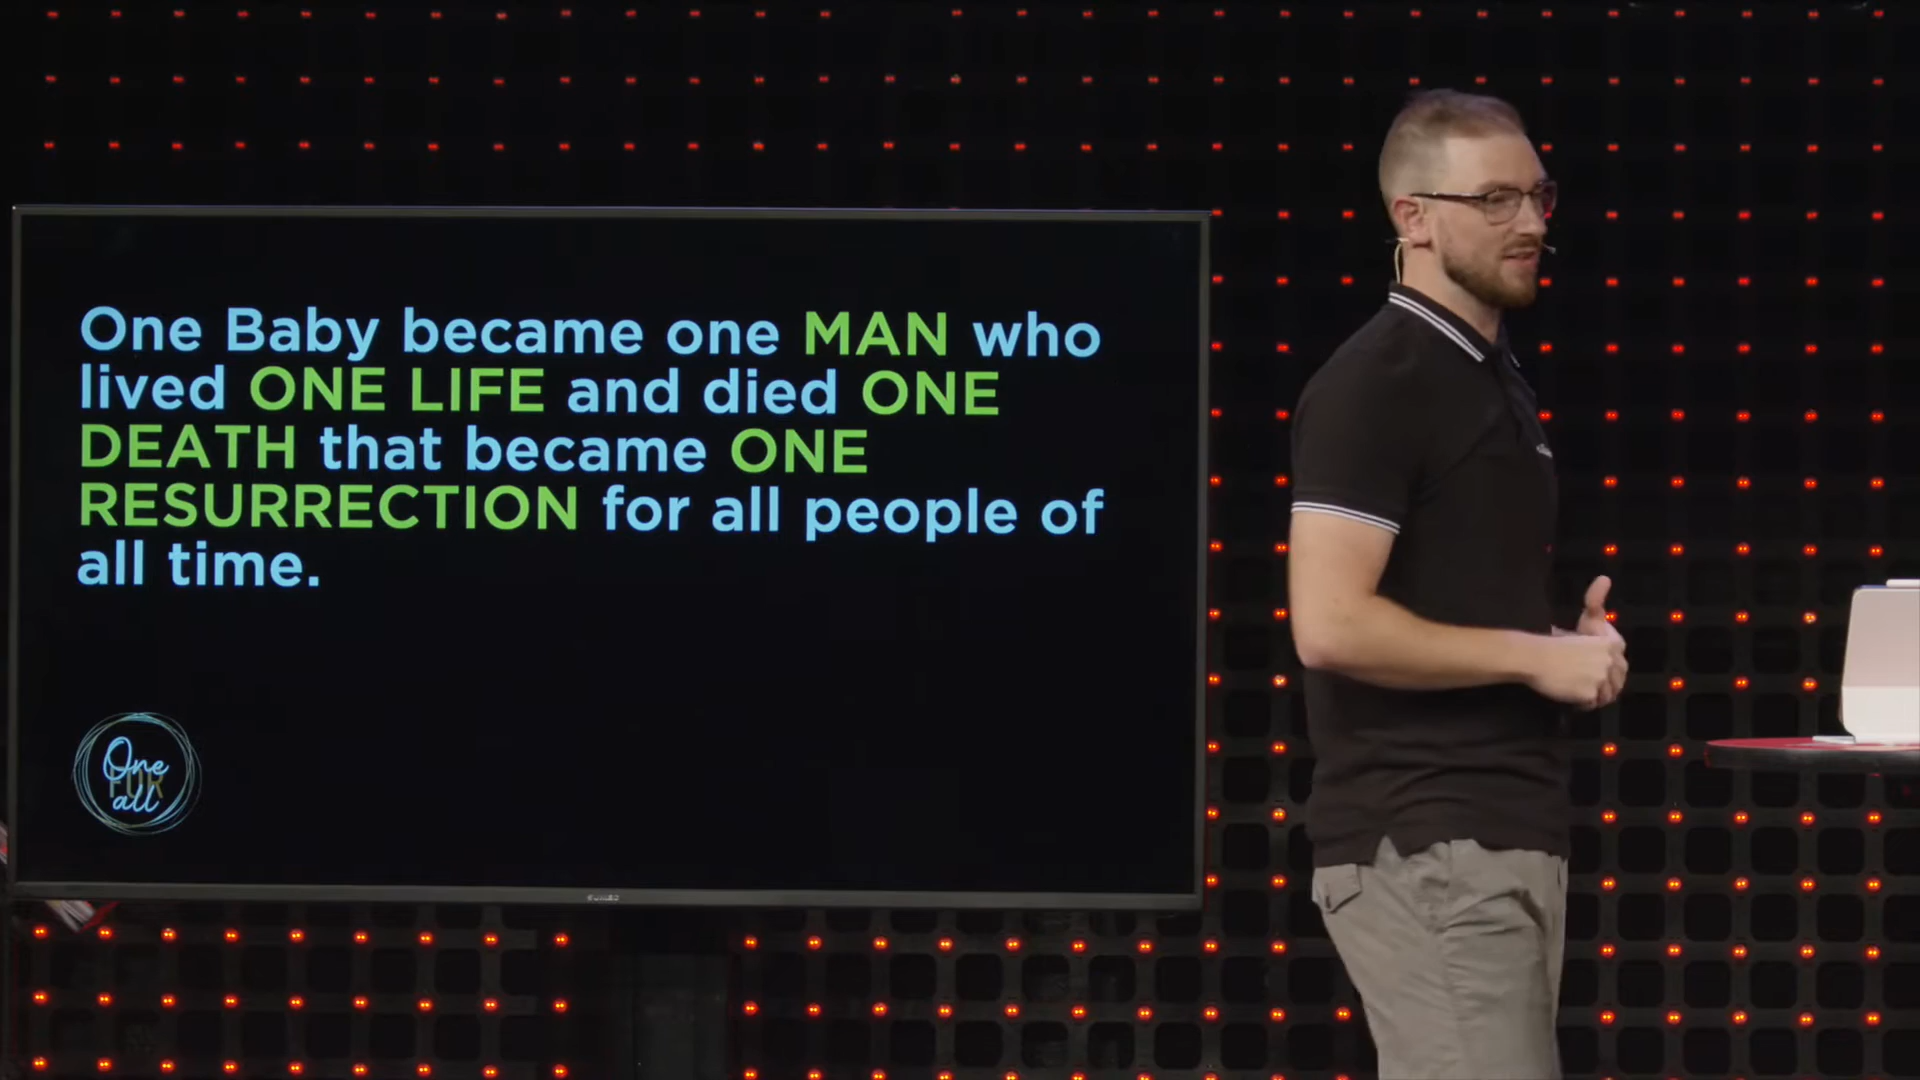 One Baby became one MAN who
lived ONE LIFE and died ONE
DEATH that became ONE
RESURRECTION for all people of
all time.
One
FOR
all